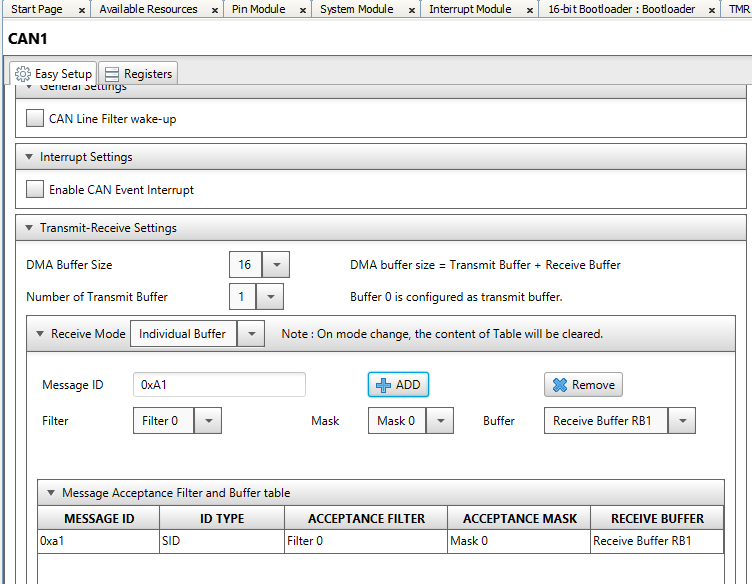 Start Page x Available Resources x Pin Module x System Module x Interrupt Module x 16-bit Bootloader : Bootloader x TMR
CAN1
Easy Setup Registers
General Settings
CAN Line Filter wake-up
Interrupt Settings
Enable CAN Event Interrupt
Transmit-Receive Settings
DMA Buffer Size 16 DMA buffer size = Transmit Buffer + Receive Buffer
Number of Transmit Buffer 1 Buffer 0 is configured as transmit buffer.
Receive Mode Individual Buffer Note : On mode change, the content of Table will be cleared.
Message ID 0xA1 ADD Remove
Filter Filter 0 Mask Mask 0 Buffer Receive Buffer RB1
Message Acceptance Filter and Buffer table
MESSAGE ID ID TYPE ACCEPTANCE FILTER ACCEPTANCE MASK RECEIVE BUFFER
0xa1 SID Filter 0 Mask 0 Receive Buffer RB1